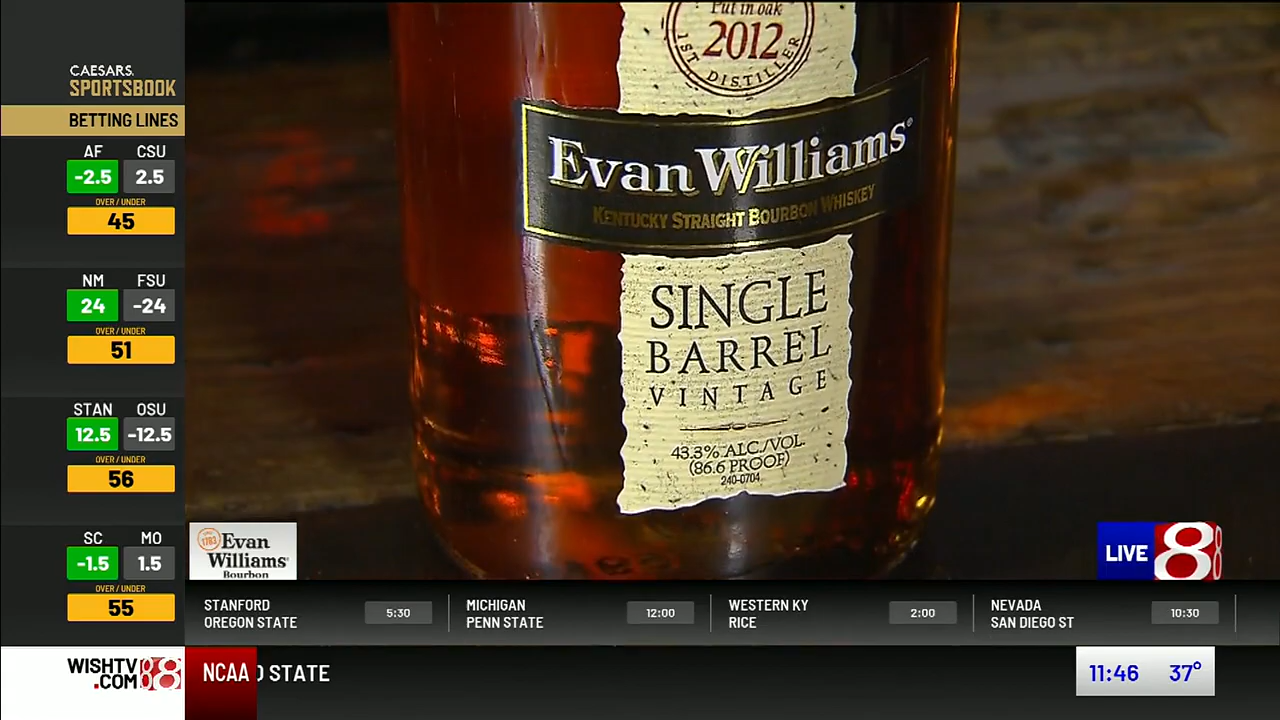 CAESARS
SPORTSBOOK
BETTING LINES
AF CSU
-2.5 2.5
OVER / UNDER
45
NM FSU
24 -24
OVER / UNDER
51
STAN OSU
12.5 -12.5
OVER / UNDER
56
SC MO
-1.5 1.5
OVER / UNDER
55
Put in oak
2012
1ST DISTILLER
Evan Williams®
KENTUCKY STRAIGHT BOURBON WHISKEY
SINGLE
BARREL
VINTAGE
43.3% ALC/VOL
(86.6 PROOF)
240-0704
1783
Evan
Williams
Bourbon
LIVE 8
STANFORD
OREGON STATE
5:30
MICHIGAN
PENN STATE
12:00
WESTERN KY
RICE
2:00
NEVADA
SAN DIEGO ST
10:30
WISHTV
.COM 8
NCAA
STATE
11:46 37°